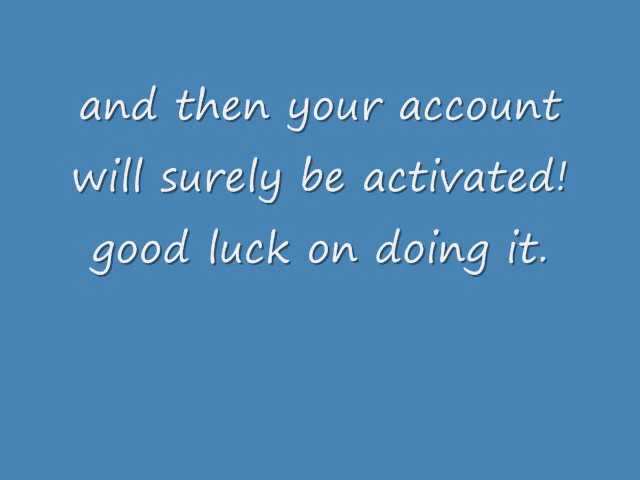 and then your account
will surely be activated!
good luck on doing it.